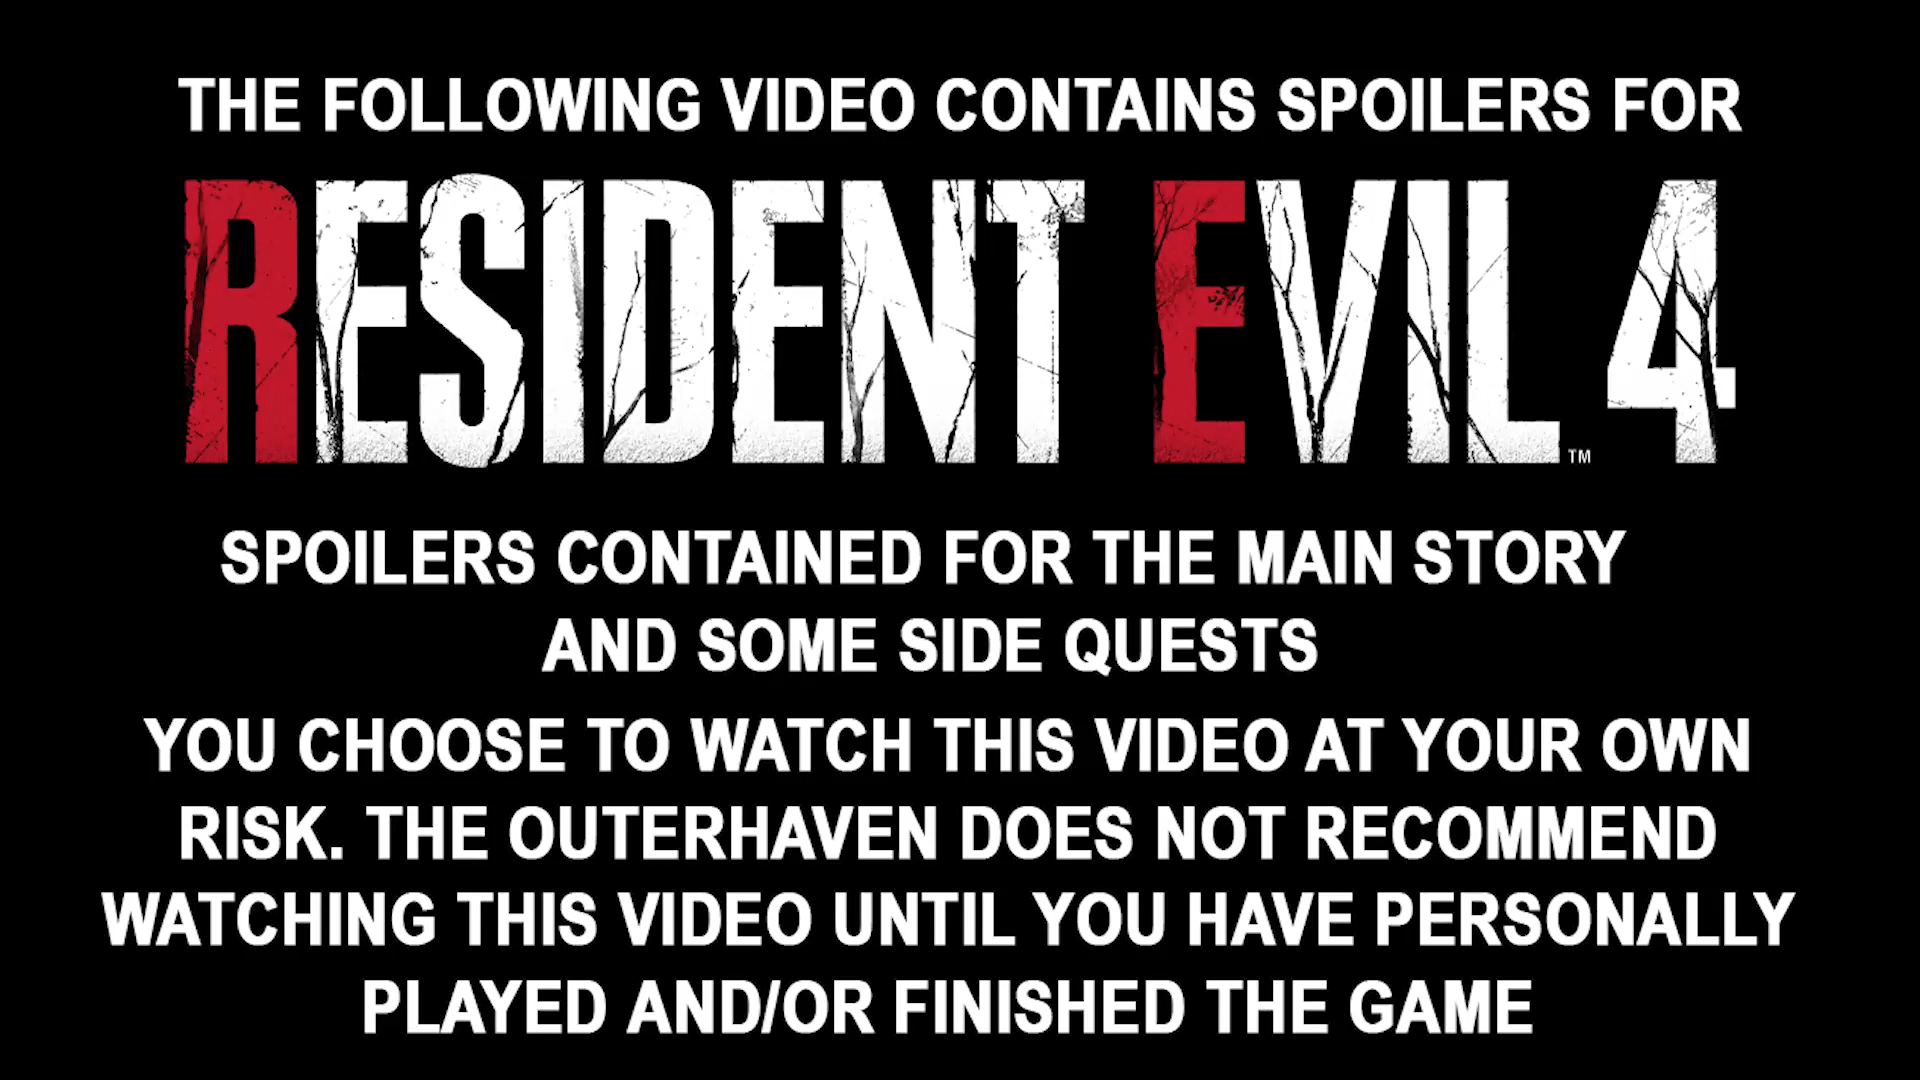 THE FOLLOWING VIDEO CONTAINS SPOILERS FOR
RESIDENT EVIL™ 4
SPOILERS CONTAINED FOR THE MAIN STORY
AND SOME SIDE QUESTS
YOU CHOOSE TO WATCH THIS VIDEO AT YOUR OWN
RISK. THE OUTERHAVEN DOES NOT RECOMMEND
WATCHING THIS VIDEO UNTIL YOU HAVE PERSONALLY
PLAYED AND/OR FINISHED THE GAME